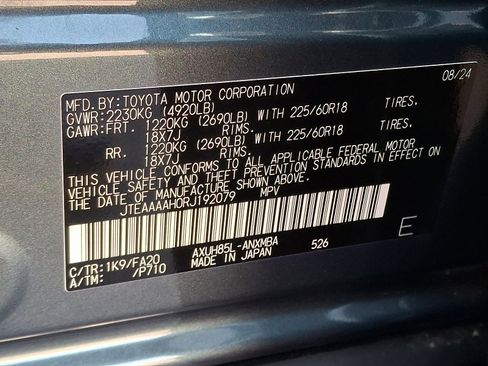 MFD.BY:TOYOTA MOTOR CORPORATION 08/24
GVWR:2230KG (4920LB)
GAWR:FRT. 1220KG (2690LB) WITH 225/60R18 TIRES.
18X7J RIMS.
RR. 1220KG (2690LB) WITH 225/60R18 TIRES.
18X7J RIMS.
THIS VEHICLE CONFORMS TO ALL APPLICABLE FEDERAL MOTOR
VEHICLE SAFETY AND THEFT PREVENTION STANDARDS IN EFFECT ON
THE DATE OF MANUFACTURE SHOWN ABOVE.
JTEAAAAH0RJ192079 MPV
C/TR:1K9/FA20 AXUH85L-ANXMBA 526 E
A/TM: /P710 MADE IN JAPAN